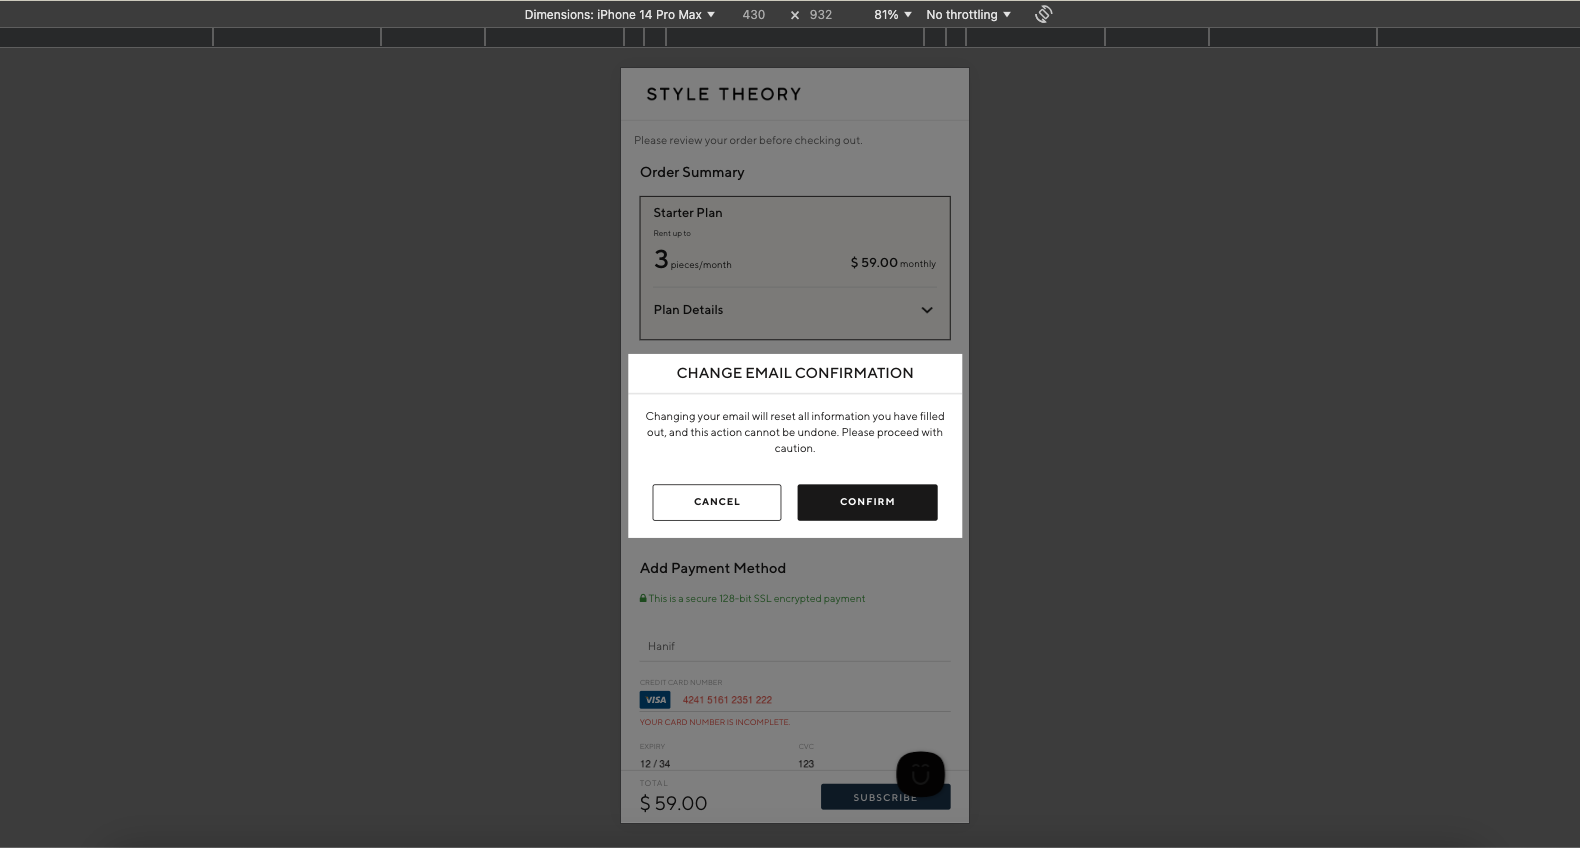 Dimensions: iPhone 14 Pro Max ▼ 430 × 932 81% ▼ No throttling ▼
STYLE THEORY
Please review your order before checking out.
Order Summary
Starter Plan
Rent up to
3 pieces/month $ 59.00 monthly
Plan Details
CHANGE EMAIL CONFIRMATION
Changing your email will reset all information you have filled
out, and this action cannot be undone. Please proceed with
caution.
CANCEL CONFIRM
Add Payment Method
This is a secure 128-bit SSL encrypted payment
Hanif
CREDIT CARD NUMBER
VISA 4241 5161 2351 222
YOUR CARD NUMBER IS INCOMPLETE.
EXPIRY CVC
12 / 34 123
TOTAL
$ 59.00 SUBSCRIBE